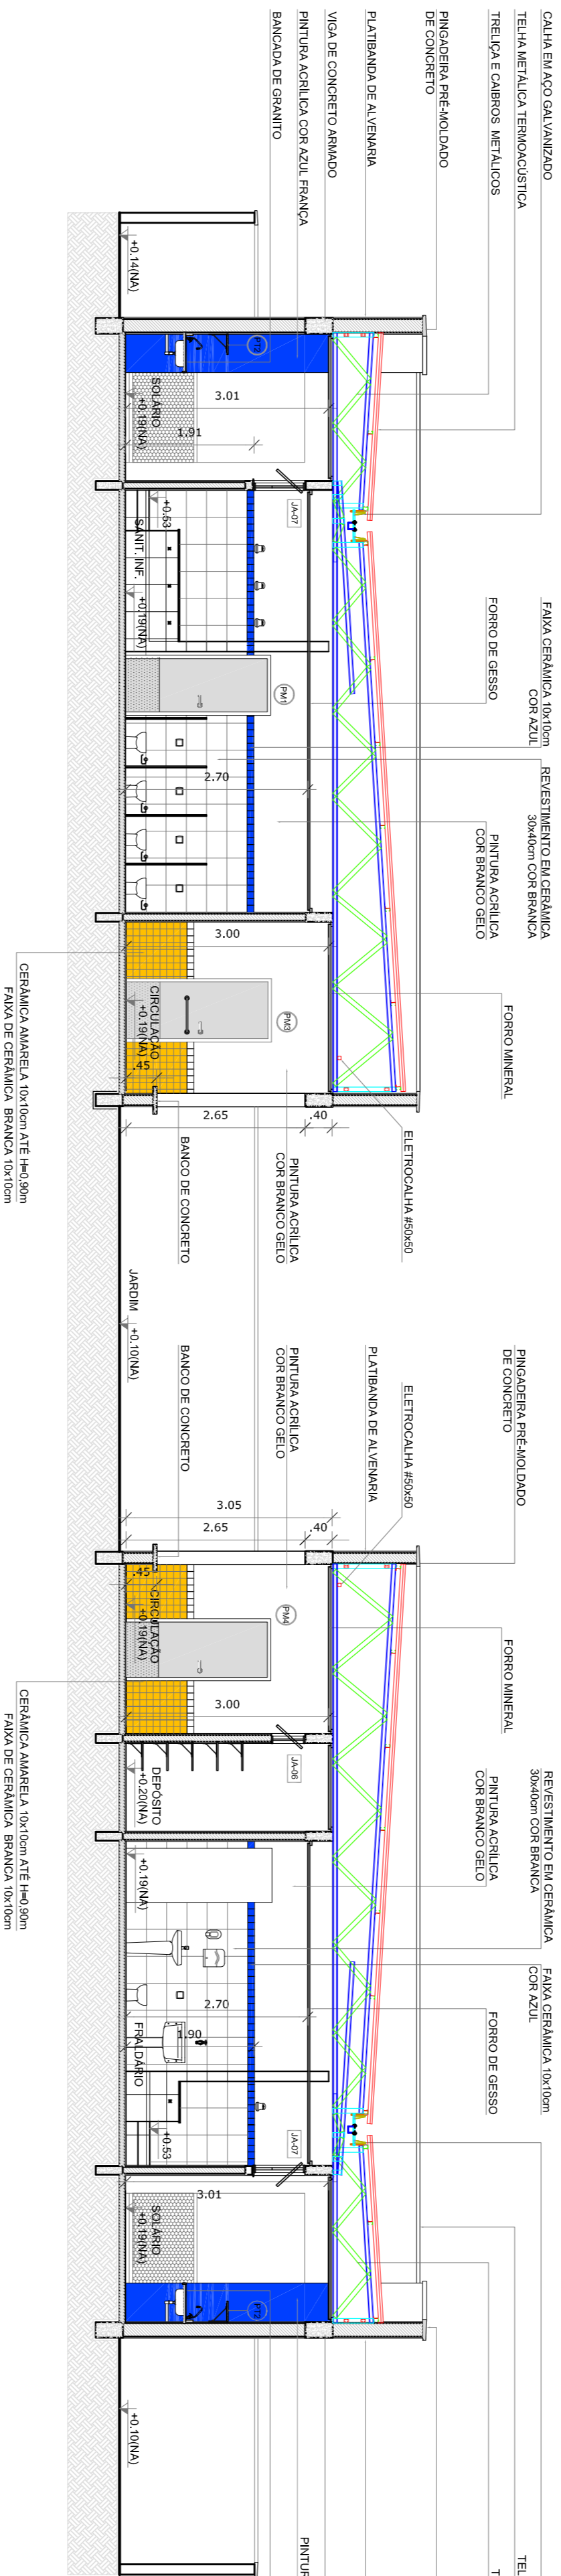 CALHA EM AÇO GALVANIZADO
TELHA METÁLICA TERMOACÚSTICA
TRELIÇA E CAIBROS METÁLICOS
PINGADEIRA PRÉ-MOLDADO
DE CONCRETO
PLATIBANDA DE ALVENARIA
VIGA DE CONCRETO ARMADO
PINTURA ACRÍLICA COR AZUL FRANÇA
BANCADA DE GRANITO
+0.14(NA)
PT2
3.01
1.91
SOLÁRIO
+0.19(NA)
JA-07
+0.53
SANIT. INF.
+0.19(NA)
FAIXA CERÂMICA 10x10cm
COR AZUL
FORRO DE GESSO
REVESTIMENTO EM CERÂMICA
30x40cm COR BRANCA
PINTURA ACRÍLICA
COR BRANCO GELO
PM1
2.70
FORRO MINERAL
3.00
PM3
CIRCULAÇÃO
+0.19(NA)
.45
2.65
.40
CERÂMICA AMARELA 10x10cm ATÉ H=0,90m
FAIXA DE CERÂMICA BRANCA 10x10cm
ELETROCALHA #50x50
PINTURA ACRÍLICA
COR BRANCO GELO
BANCO DE CONCRETO
JARDIM
+0.10(NA)
PINGADEIRA PRÉ-MOLDADO
DE CONCRETO
ELETROCALHA #50x50
PLATIBANDA DE ALVENARIA
PINTURA ACRÍLICA
COR BRANCO GELO
BANCO DE CONCRETO
3.05
2.65
.40
.45
CIRCULAÇÃO
+0.19(NA)
PM4
3.00
FORRO MINERAL
CERÂMICA AMARELA 10x10cm ATÉ H=0,90m
FAIXA DE CERÂMICA BRANCA 10x10cm
JA-06
DEPÓSITO
+0.20(NA)
REVESTIMENTO EM CERÂMICA
30x40cm COR BRANCA
PINTURA ACRÍLICA
COR BRANCO GELO
FAIXA CERÂMICA 10x10cm
COR AZUL
FORRO DE GESSO
+0.19(NA)
2.70
1.90
FRALDÁRIO
+0.53
JA-07
3.01
SOLÁRIO
+0.19(NA)
PT2
+0.10(NA)
TEL
T
PINTUR